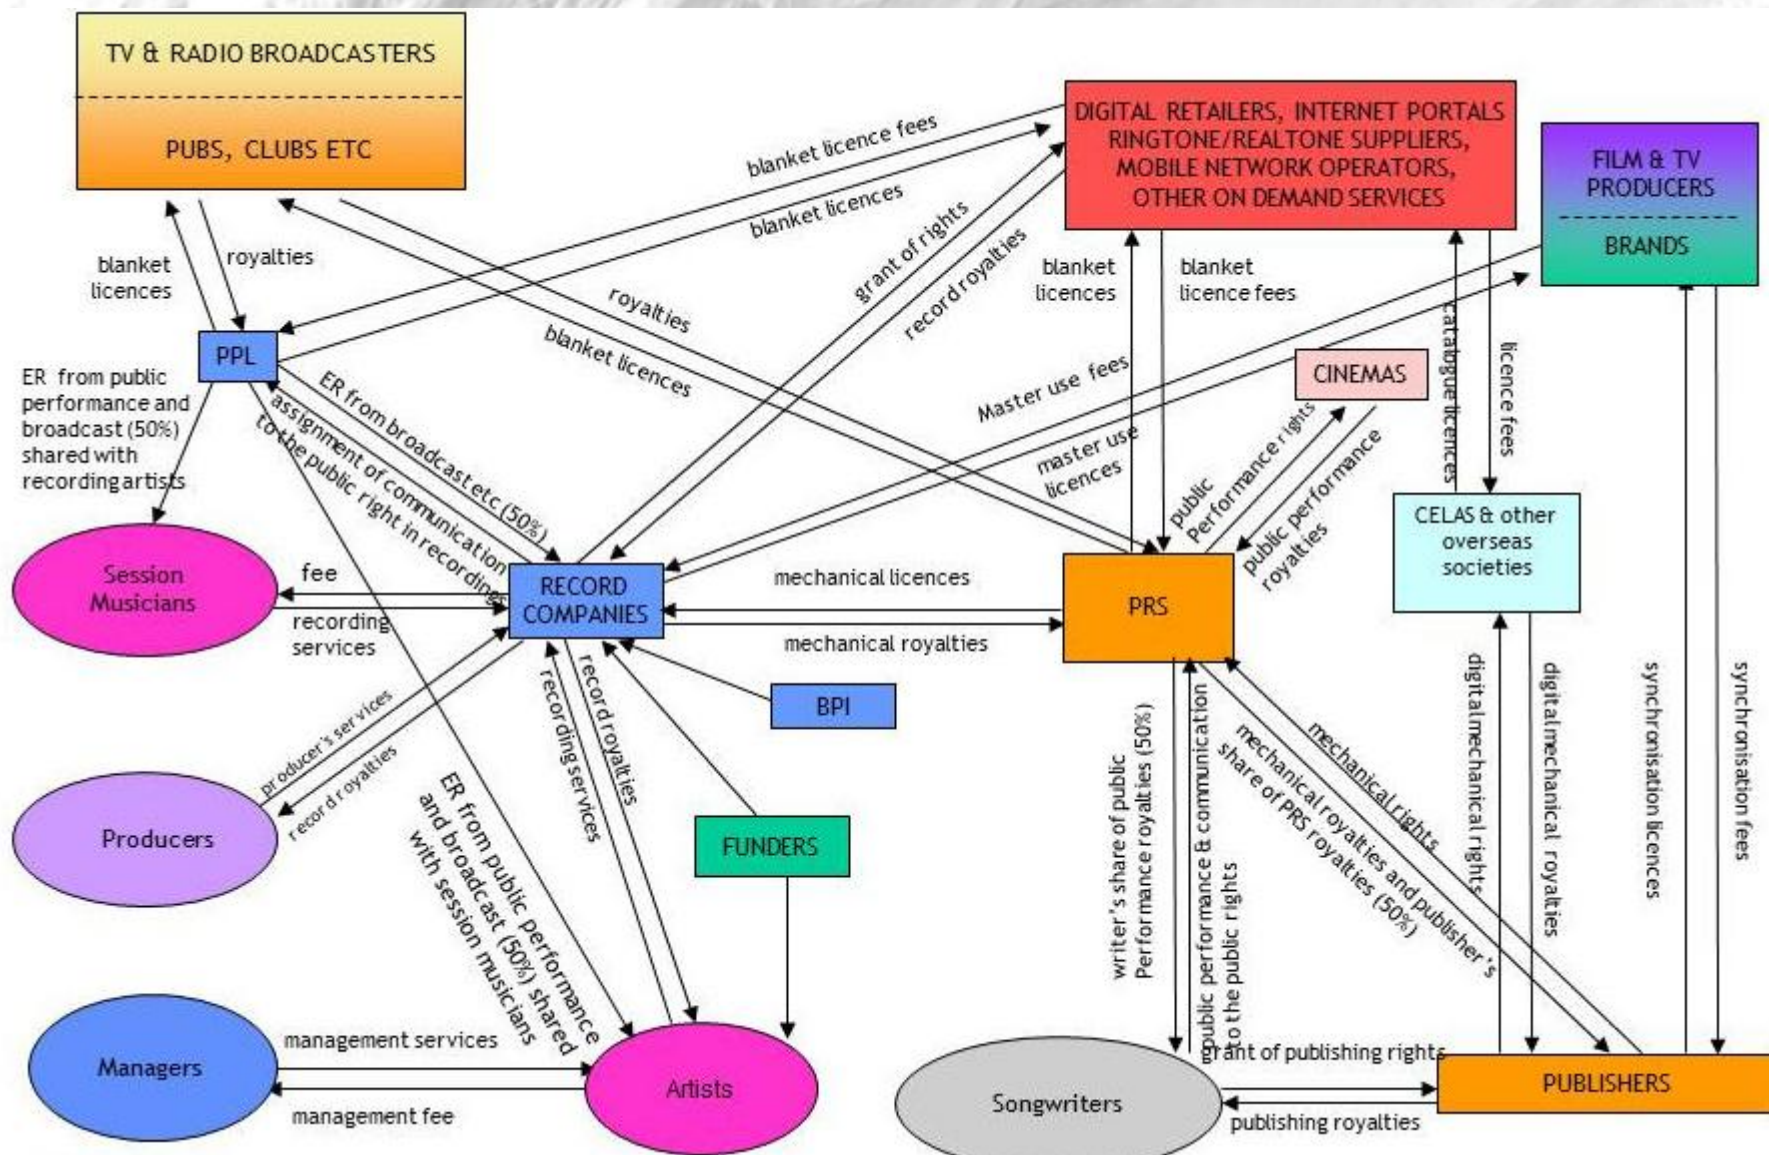 TV & RADIO BROADCASTERS
PUBS, CLUBS ETC
DIGITAL RETAILERS, INTERNET PORTALS
RINGTONE/REALTONE SUPPLIERS,
MOBILE NETWORK OPERATORS,
OTHER ON DEMAND SERVICES
FILM & TV
PRODUCERS
BRANDS
blanket licence fees
blanket licences
blanket
licences
royalties
grant of rights
record royalties
royalties
blanket licences
blanket
licences
blanket
licence fees
catalogue licences
licence fees
PPL
CINEMAS
ER from public
performance and
broadcast (50%)
shared with
recording artists
ER from broadcast etc (50%)
assignment of communication
to the public right in recordings
Master use fees
master use
licences
public
Performance rights
public performance
royalties
CELAS & other
overseas
societies
Session
Musicians
fee
recording
services
RECORD
COMPANIES
mechanical licences
mechanical royalties
PRS
BPI
producer's services
record royalties
recording services
record royalties
Producers
FUNDERS
ER from public performance
and broadcast (50%) shared
with session musicians
writer's share of public
Performance royalties (50%)
public performance & communication
to the public rights
mechanical rights
mechanical royalties and publisher's
share of PRS royalties (50%)
digital mechanical rights
digital mechanical royalties
synchronisation licences
synchronisation fees
Managers
management services
management fee
Artists
Songwriters
grant of publishing rights
publishing royalties
PUBLISHERS